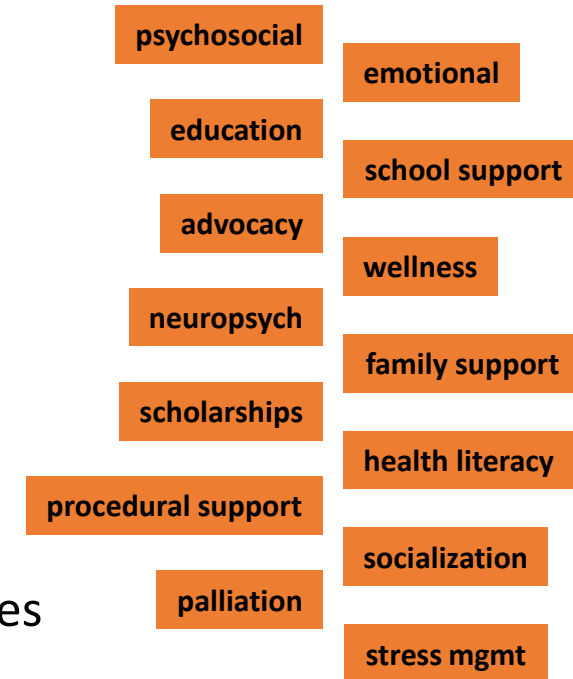 psychosocial
emotional
education
school support
advocacy
wellness
neuropsych
family support
scholarships
health literacy
procedural support
socialization
es
palliation
stress mgmt